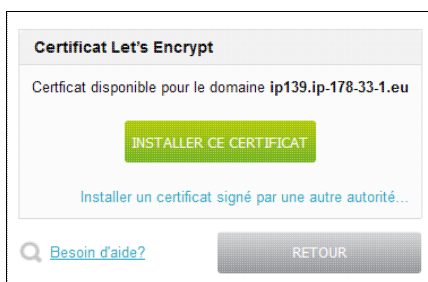 Certificat Let's Encrypt
Certficat disponible pour le domaine ip139.ip-178-33-1.eu
INSTALLER CE CERTIFICAT
Installer un certificat signé par une autre autorité...
Besoin d'aide?
RETOUR